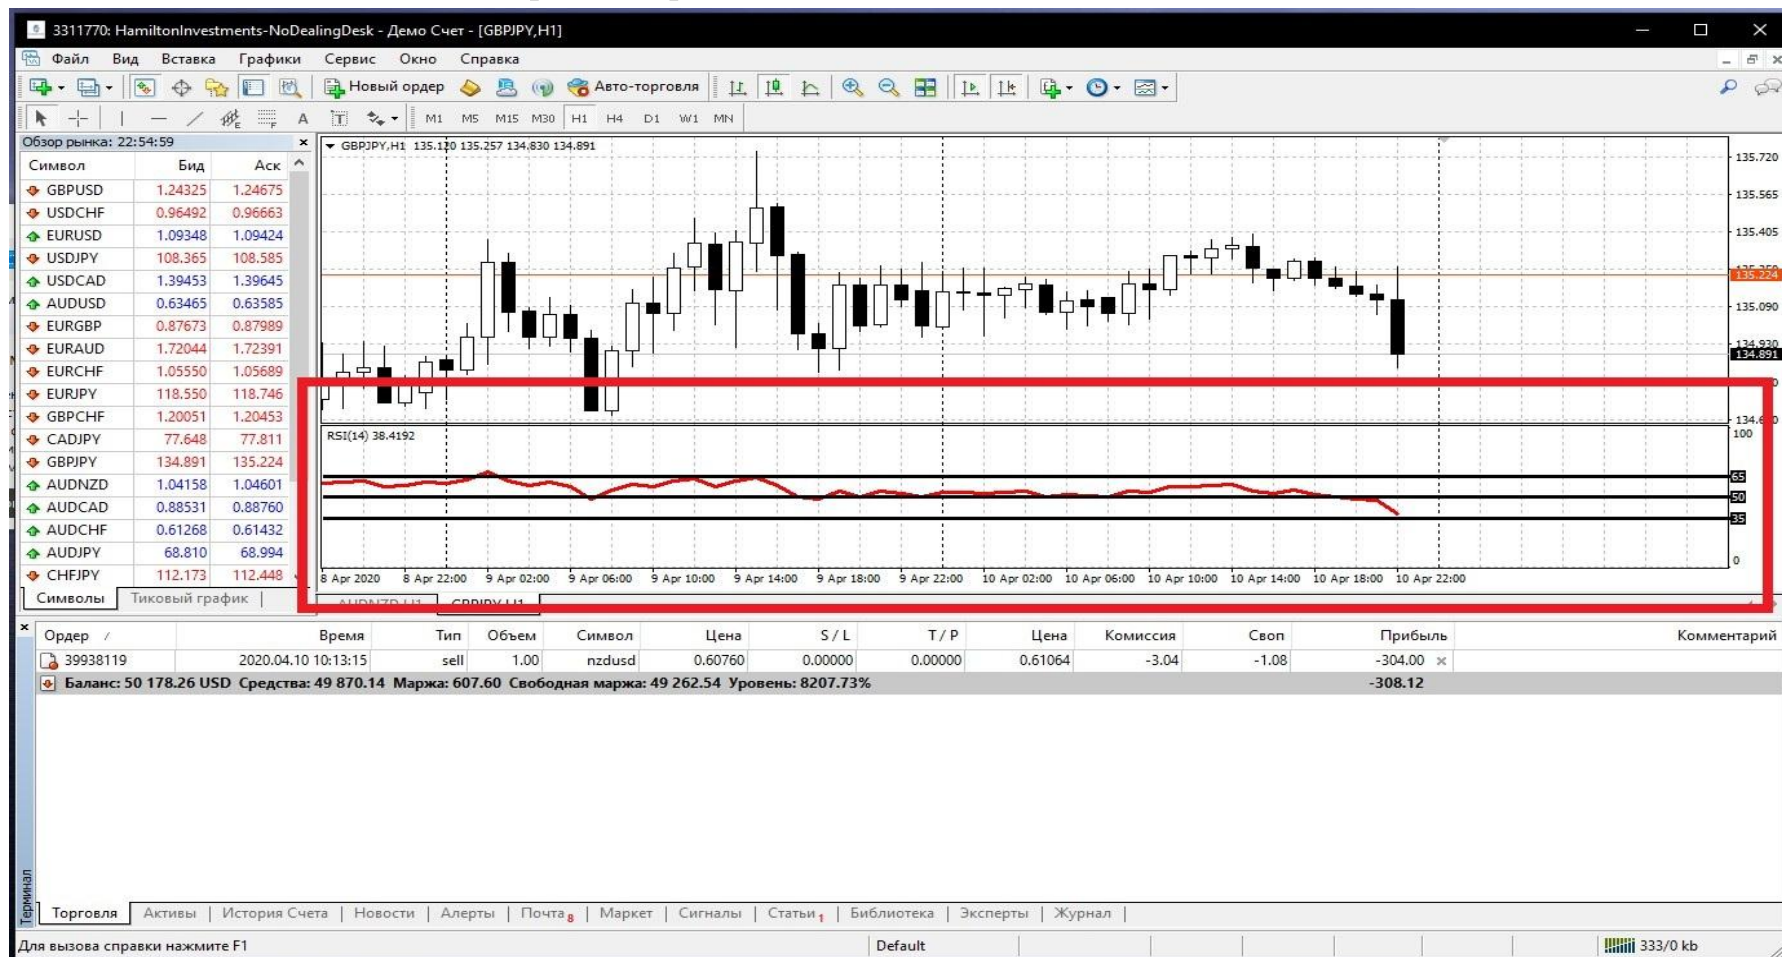 3311770: HamiltonInvestments-NoDealingDesk - Демо Счет - [GBPJPY,H1]
Файл Вид Вставка Графики Сервис Окно Справка
Новый ордер Авто-торговля
A T M1 M5 M15 M30 H1 H4 D1 W1 MN
Обзор рынка: 22:54:59
Символ Бид Аск
GBPUSD 1.24325 1.24675
USDCHF 0.96492 0.96663
EURUSD 1.09348 1.09424
USDJPY 108.365 108.585
USDCAD 1.39453 1.39645
AUDUSD 0.63465 0.63585
EURGBP 0.87673 0.87989
EURAUD 1.72044 1.72391
EURCHF 1.05550 1.05689
EURJPY 118.550 118.746
GBPCHF 1.20051 1.20453
CADJPY 77.648 77.811
GBPJPY 134.891 135.224
AUDNZD 1.04158 1.04601
AUDCAD 0.88531 0.88760
AUDCHF 0.61268 0.61432
AUDJPY 68.810 68.994
CHFJPY 112.173 112.448
Символы Тиковый график
GBPJPY,H1 135.120 135.257 134.830 134.891
135.720
135.565
135.405
135.224
135.090
134.930
134.891
RSI(14) 38.4192
100
65
50
35
0
8 Apr 2020 8 Apr 22:00 9 Apr 02:00 9 Apr 06:00 9 Apr 10:00 9 Apr 14:00 9 Apr 18:00 9 Apr 22:00 10 Apr 02:00 10 Apr 06:00 10 Apr 10:00 10 Apr 14:00 10 Apr 18:00 10 Apr 22:00
AUDNZD,H1 GBPJPY,H1
Ордер / Время Тип Объем Символ Цена S / L T / P Цена Комиссия Своп Прибыль Комментарий
39938119 2020.04.10 10:13:15 sell 1.00 nzdusd 0.60760 0.00000 0.00000 0.61064 -3.04 -1.08 -304.00
Баланс: 50 178.26 USD Средства: 49 870.14 Маржа: 607.60 Свободная маржа: 49 262.54 Уровень: 8207.73% -308.12
Терминал
Торговля Активы История Счета Новости Алерты Почта 8 Маркет Сигналы Статьи 1 Библиотека Эксперты Журнал
Для вызова справки нажмите F1 Default 333/0 kb